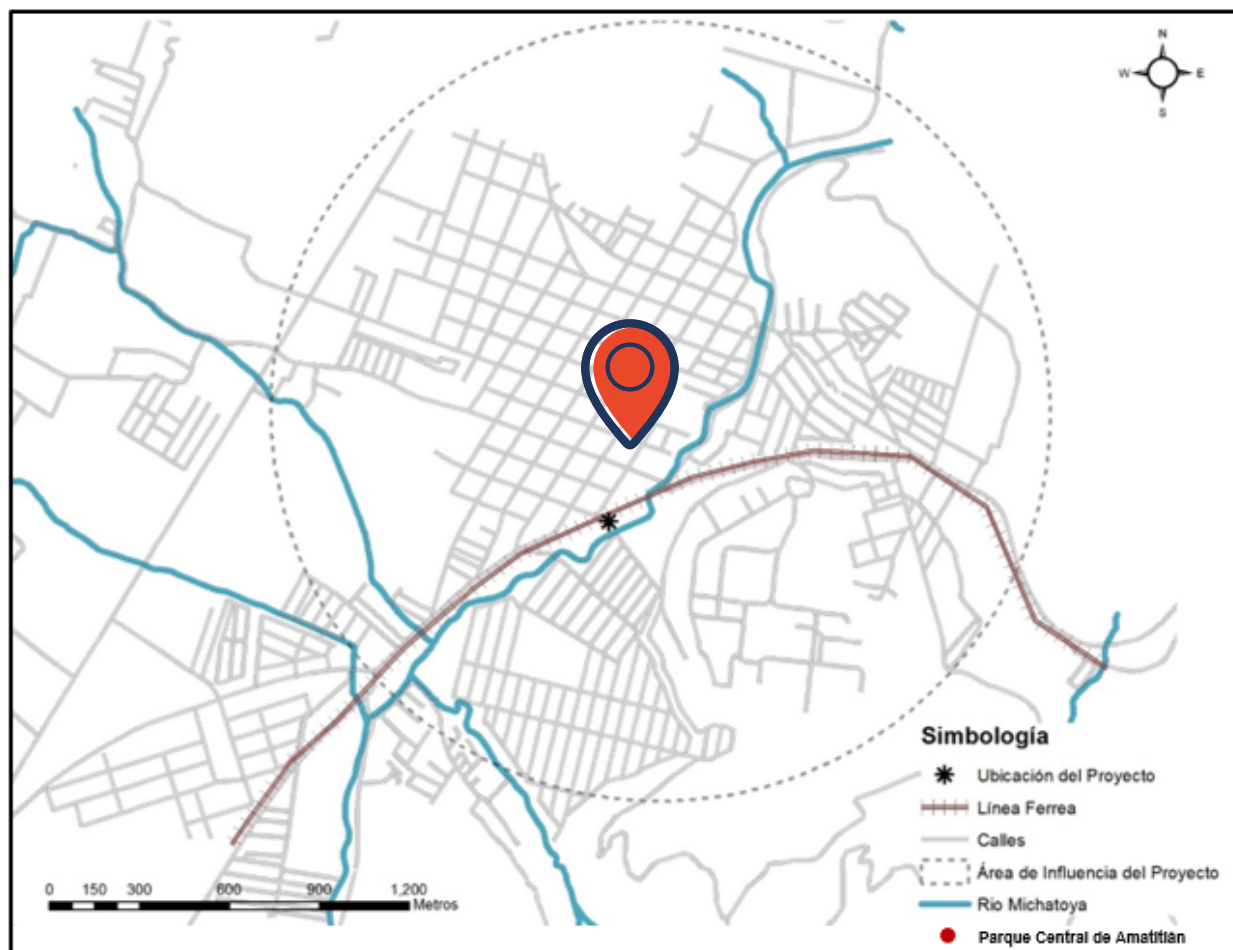 N
W E
S
Simbología
Ubicación del Proyecto
Línea Ferrea
Calles
Área de Influencia del Proyecto
Rio Michatoya
Parque Central de Amatitlán
0 150 300 600 900 1,200
Metros